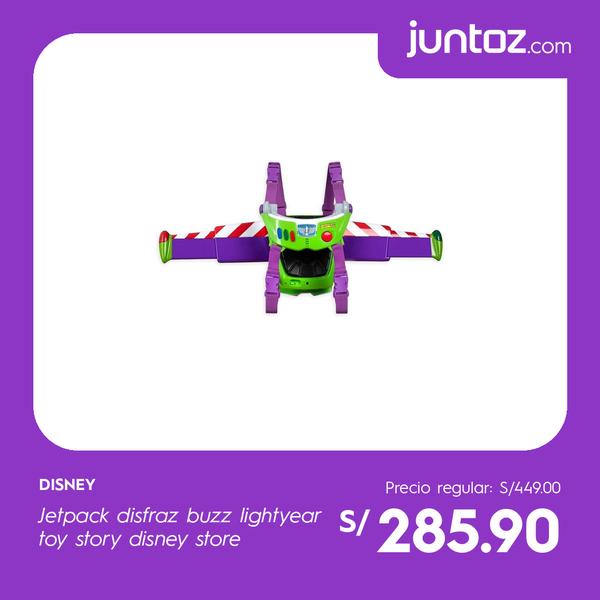 juntoz.com
DISNEY
Jetpack disfraz buzz lightyear
toy story disney store
Precio regular: S/449.00
S/ 285.90